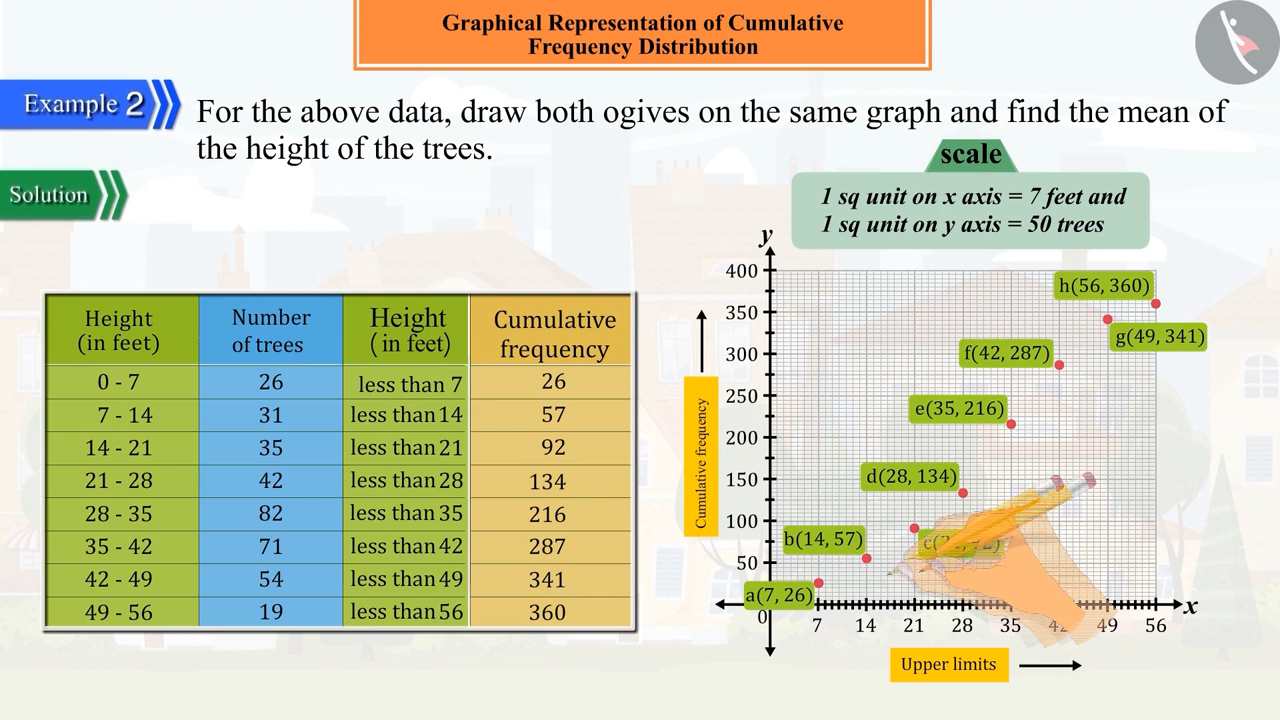 Graphical Representation of Cumulative
Frequency Distribution
Example 2
For the above data, draw both ogives on the same graph and find the mean of
the height of the trees.
Solution
scale
1 sq unit on x axis = 7 feet and
1 sq unit on y axis = 50 trees
Height (in feet) Number of trees Height (in feet) Cumulative frequency
0 - 7 26 less than 7 26
7 - 14 31 less than 14 57
14 - 21 35 less than 21 92
21 - 28 42 less than 28 134
28 - 35 82 less than 35 216
35 - 42 71 less than 42 287
42 - 49 54 less than 49 341
49 - 56 19 less than 56 360
y
400
350
300
250
200
150
100
50
0
Cumulative frequency
h(56, 360)
g(49, 341)
f(42, 287)
e(35, 216)
d(28, 134)
b(14, 57)
a(7, 26)
7 14 21 28 35 49 56 x
Upper limits